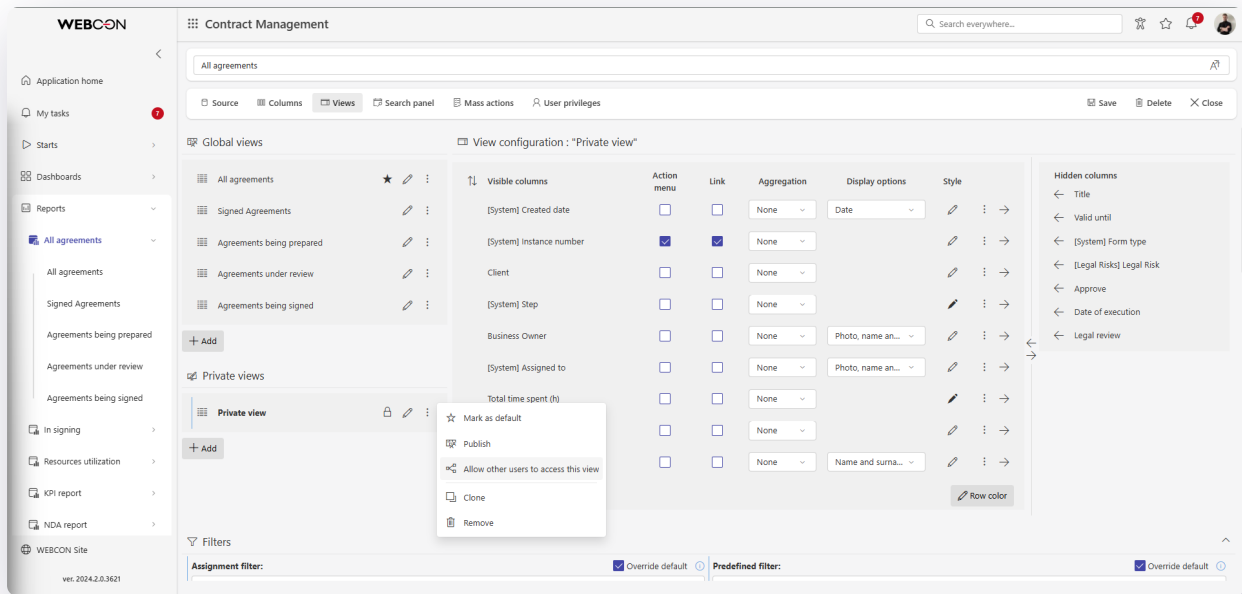 WEBCON
Contract Management
Search everywhere...
7
Application home
My tasks
7
Starts
Dashboards
Reports
All agreements
All agreements
Signed Agreements
Agreements being prepared
Agreements under review
Agreements being signed
In signing
Resources utilization
KPI report
NDA report
WEBCON Site
ver. 2024.2.0.3621
All agreements
Source Columns Views Search panel Mass actions User privileges
Save Delete Close
Global views
All agreements
Signed Agreements
Agreements being prepared
Agreements under review
Agreements being signed
+ Add
Private views
Private view
+ Add
Mark as default
Publish
Allow other users to access this view
Clone
Remove
View configuration : "Private view"
Visible columns Action menu Link Aggregation Display options Style
[System] Created date None Date
[System] Instance number None
Client None
[System] Step None
Business Owner None Photo, name an...
[System] Assigned to None Photo, name an...
Total time spent (h) None
None
None Name and surna...
Row color
Hidden columns
Title
Valid until
[System] Form type
[Legal Risks] Legal Risk
Approve
Date of execution
Legal review
Filters
Assignment filter: Override default
Predefined filter: Override default